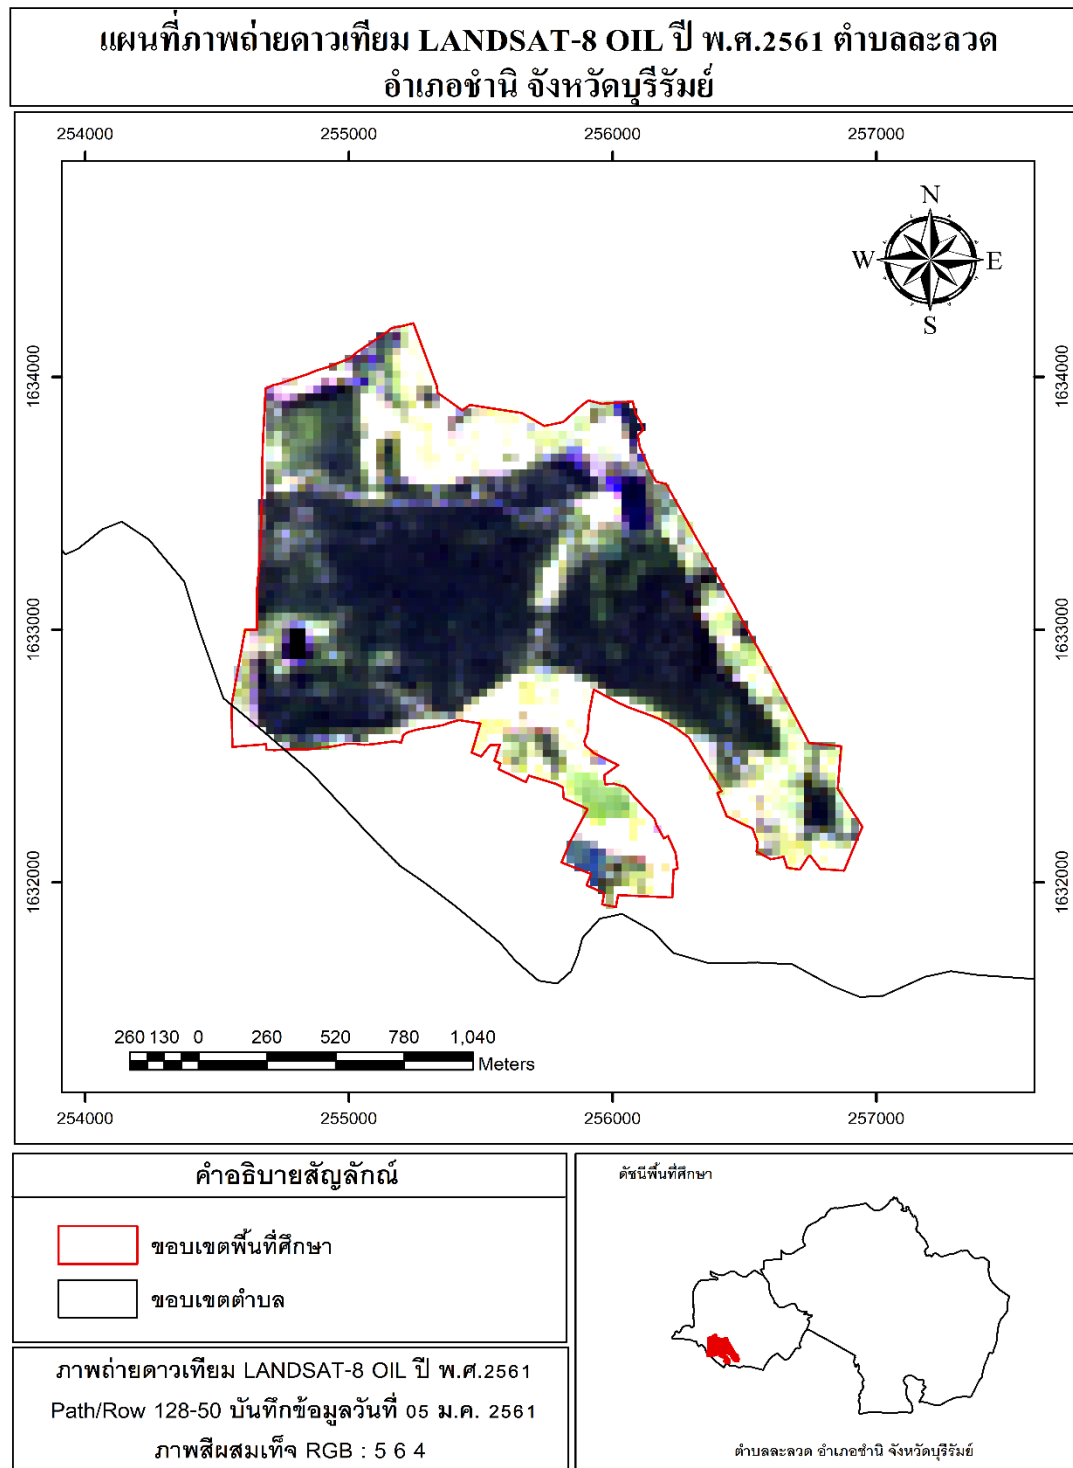 แผนที่ภาพถ่ายดาวเทียม LANDSAT-8 OIL ปี พ.ศ.2561 ตำบลละลวด
อำเภอชำนิ จังหวัดบุรีรัมย์
254000 255000 256000 257000
N
W E
S
1634000 1634000
1633000 1633000
1632000 1632000
260 130 0 260 520 780 1,040
Meters
254000 255000 256000 257000
คำอธิบายสัญลักณ์
ขอบเขตพื้นที่ศึกษา
ขอบเขตตำบล
ภาพถ่ายดาวเทียม LANDSAT-8 OIL ปี พ.ศ.2561
Path/Row 128-50 บันทึกข้อมูลวันที่ 05 ม.ค. 2561
ภาพสีผสมเท็จ RGB : 5 6 4
ดัชนีพื้นที่ศึกษา
ตำบลละลวด อำเภอชำนิ จังหวัดบุรีรัมย์